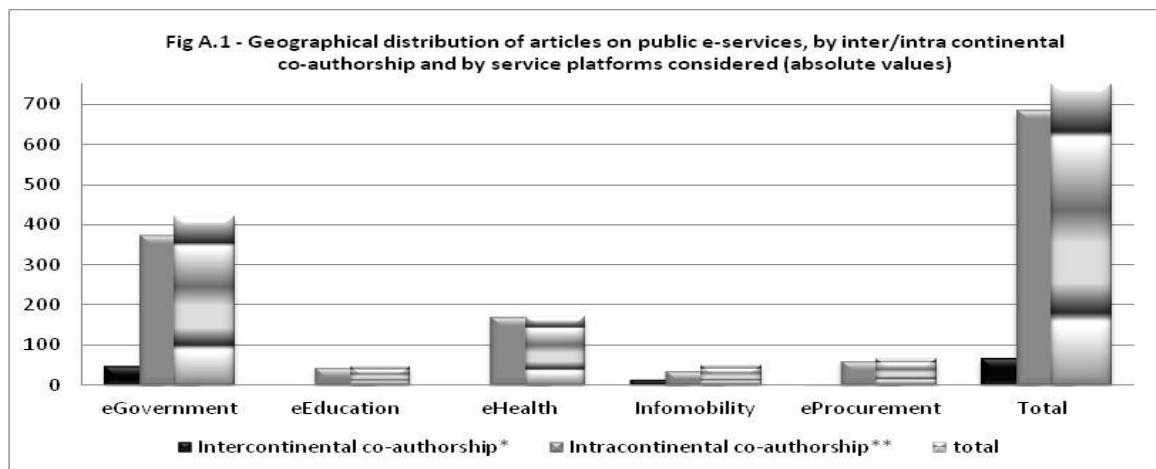 Fig A.1 - Geographical distribution of articles on public e-services, by inter/intra continental
co-authorship and by service platforms considered (absolute values)
700
600
500
400
300
200
100
0
eGovernment eEducation eHealth Infomobility eProcurement Total
Intercontinental co-authorship* Intracontinental co-authorship** total